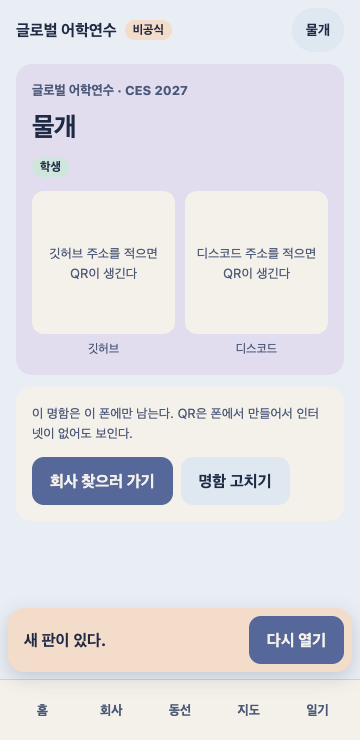 글로벌 어학연수 비공식 물개
글로벌 어학연수 · CES 2027
물개
학생
깃허브 주소를 적으면
QR이 생긴다
디스코드 주소를 적으면
QR이 생긴다
깃허브 디스코드
이 명함은 이 폰에만 남는다. QR은 폰에서 만들어서 인터
넷이 없어도 보인다.
회사 찾으러 가기 명함 고치기
새 판이 있다. 다시 열기
홈 회사 동선 지도 일기